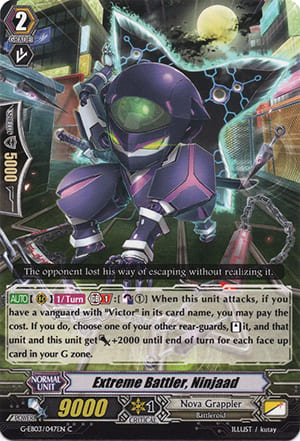 2
GRADE
SHIELD
5000
The opponent lost his way of escaping without realizing it.
AUTO [ ] 1/Turn [ 1: 1] When this unit attacks, if you
have a vanguard with "Victor" in its card name, you may pay
the cost. If you do, choose one of your other rear-guards, it, and that
unit and this unit get +2000 until end of turn for each face up
card in your G zone.
NORMAL
UNIT
Extreme Battler, Ninjaad
POWER
9000
1
CRITICAL
Nova Grappler
Battleroid
G-EB03/047EN C
ILLUST / kutay